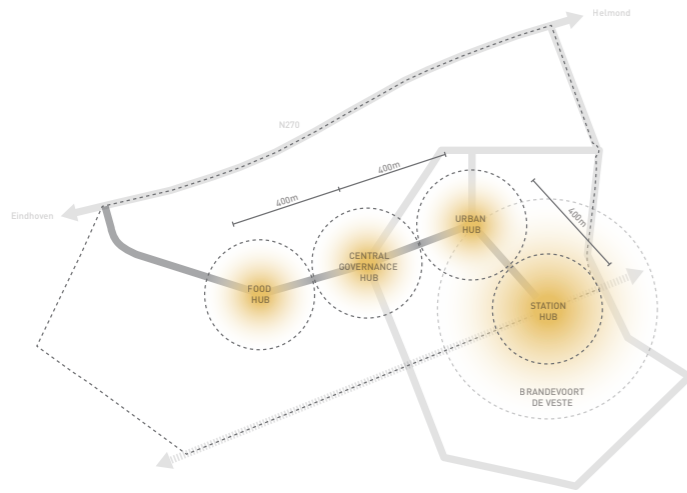 Helmond
N270
400m
400m
Eindhoven
400m
URBAN
HUB
CENTRAL
GOVERNANCE
HUB
FOOD
HUB
STATION
HUB
BRANDEVOORT
DE VESTE